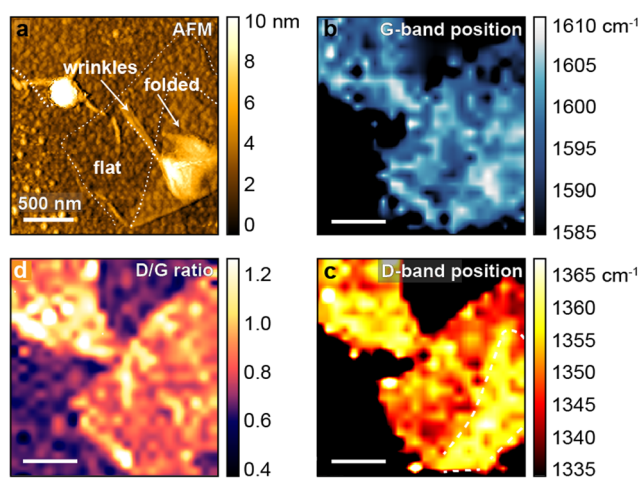 a
AFM
wrinkles
folded
flat
500 nm
10 nm
8
6
4
2
0
b
G-band position
1610 cm⁻¹
1605
1600
1595
1590
1585
d
D/G ratio
1.2
1.0
0.8
0.6
0.4
c
D-band position
1365 cm⁻¹
1360
1355
1350
1345
1340
1335